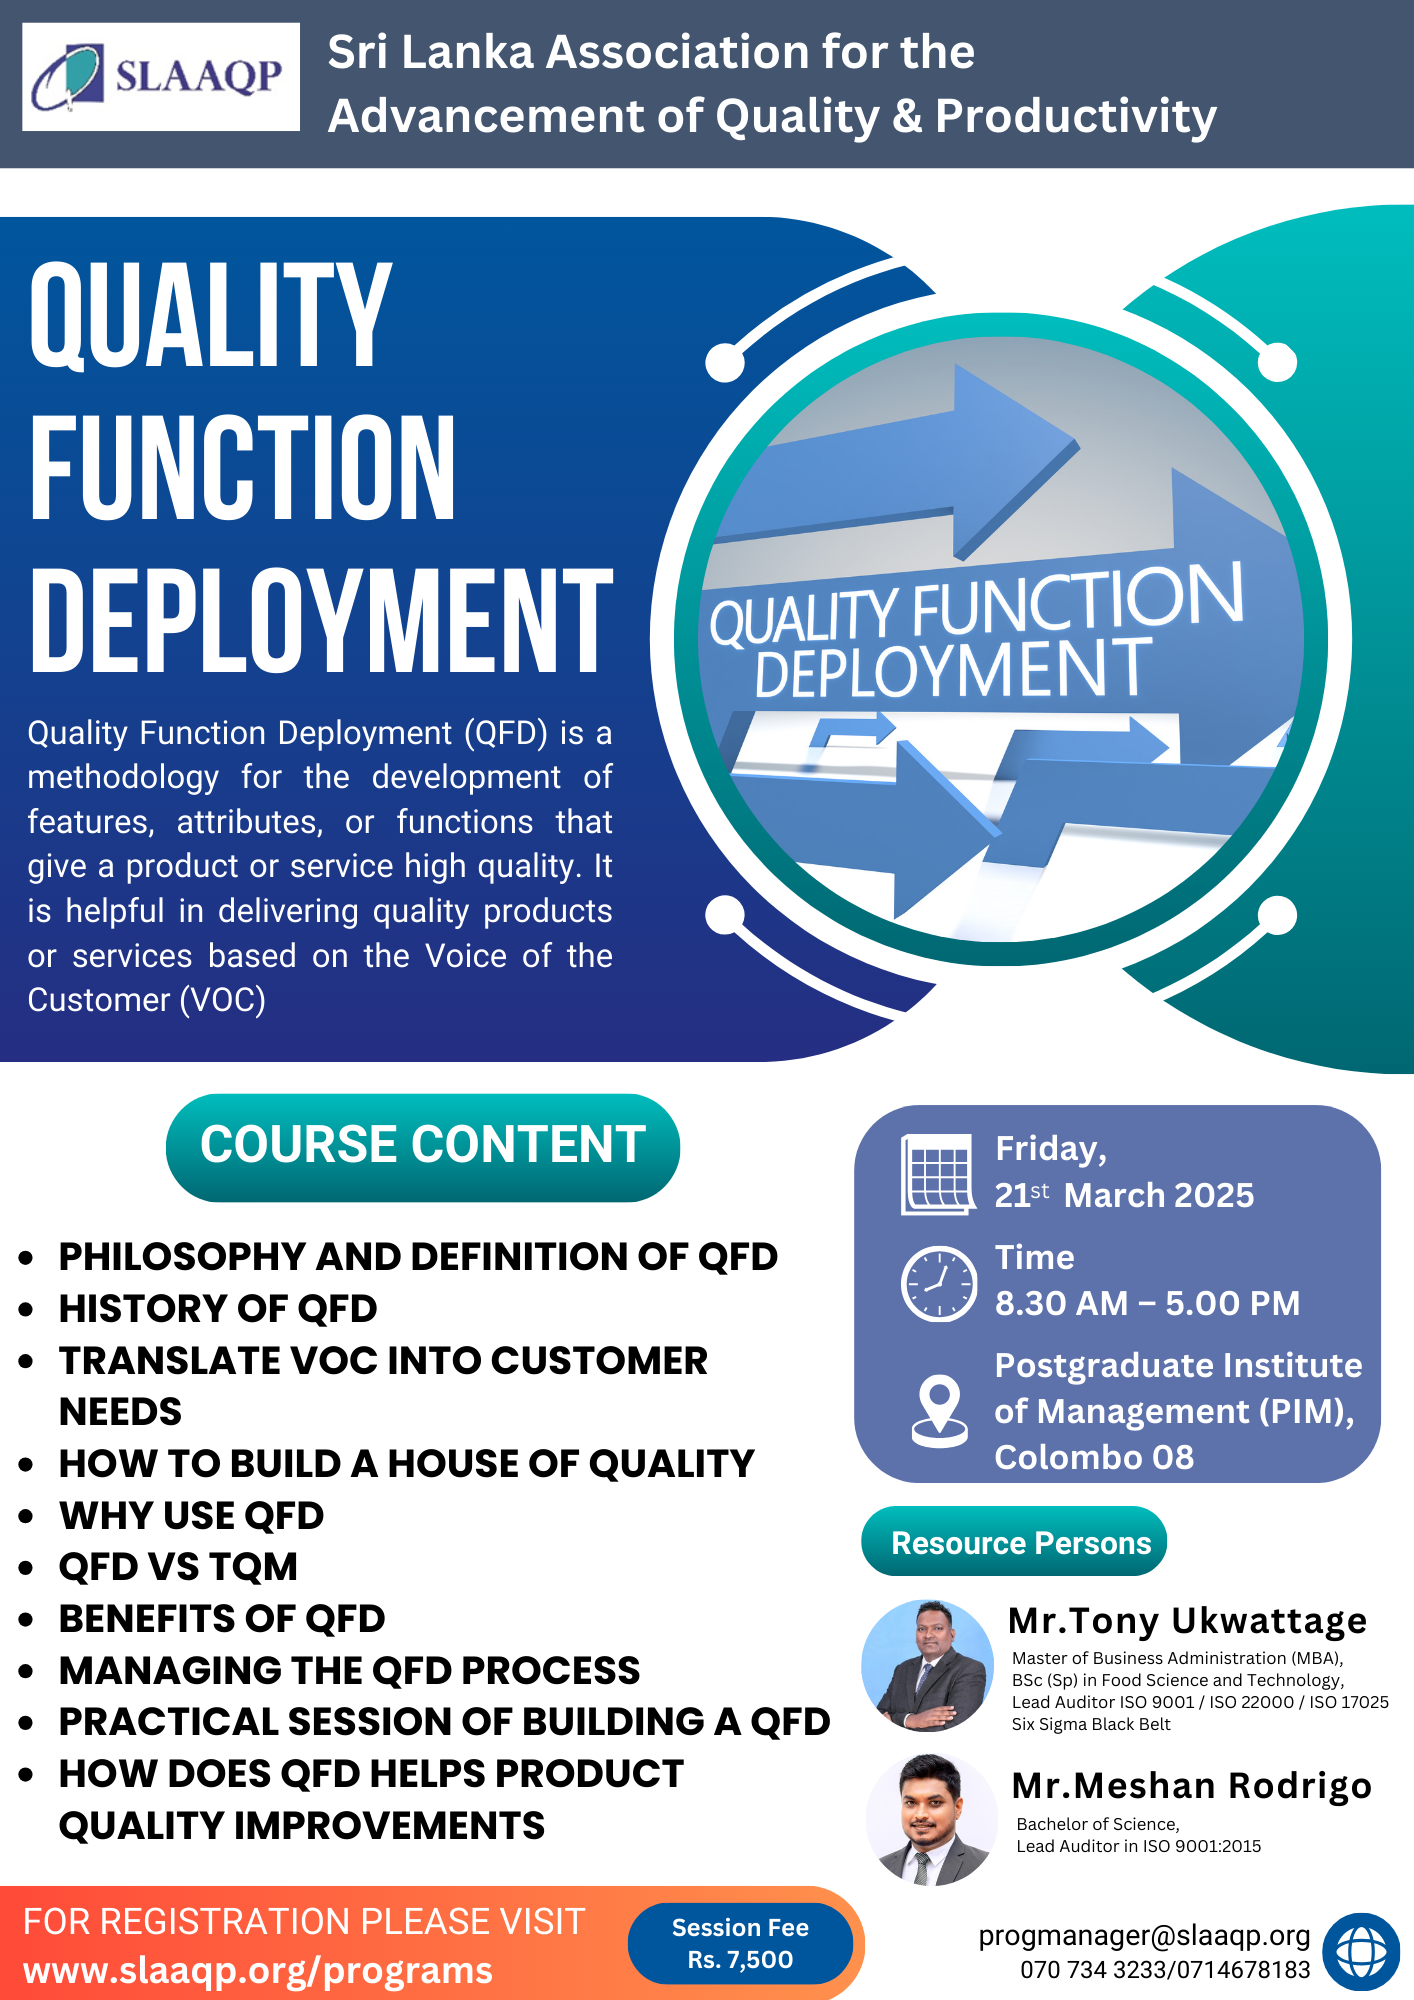 SLAAQP
Sri Lanka Association for the
Advancement of Quality & Productivity
QUALITY
FUNCTION
DEPLOYMENT
Quality Function Deployment (QFD) is a
methodology for the development of
features, attributes, or functions that
give a product or service high quality. It
is helpful in delivering quality products
or services based on the Voice of the
Customer (VOC)
QUALITY FUNCTION
DEPLOYMENT
COURSE CONTENT
• PHILOSOPHY AND DEFINITION OF QFD
• HISTORY OF QFD
• TRANSLATE VOC INTO CUSTOMER
NEEDS
• HOW TO BUILD A HOUSE OF QUALITY
• WHY USE QFD
• QFD VS TQM
• BENEFITS OF QFD
• MANAGING THE QFD PROCESS
• PRACTICAL SESSION OF BUILDING A QFD
• HOW DOES QFD HELPS PRODUCT
QUALITY IMPROVEMENTS
Friday,
21st March 2025
Time
8.30 AM – 5.00 PM
Postgraduate Institute
of Management (PIM),
Colombo 08
Resource Persons
Mr.Tony Ukwattage
Master of Business Administration (MBA),
BSc (Sp) in Food Science and Technology,
Lead Auditor ISO 9001 / ISO 22000 / ISO 17025
Six Sigma Black Belt
Mr.Meshan Rodrigo
Bachelor of Science,
Lead Auditor in ISO 9001:2015
FOR REGISTRATION PLEASE VISIT
www.slaaqp.org/programs
Session Fee
Rs. 7,500
progmanager@slaaqp.org
070 734 3233/0714678183